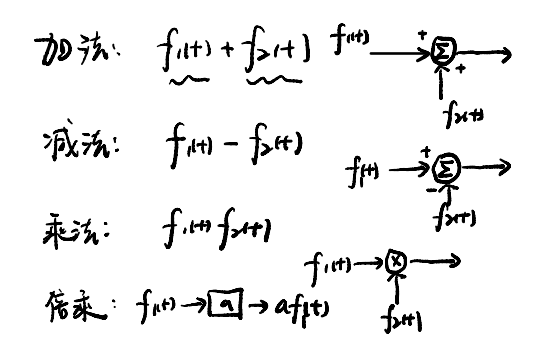 加法: f₁(t) + f₂(t) f₁(t) → + Σ →
+
f₂(t)
减法: f₁(t) − f₂(t)
f₁(t) → + Σ →
−
f₂(t)
乘法: f₁(t) f₂(t)
f₁(t) → × →
倍乘: f₁(t) → a → af₁(t)
f₂(t)